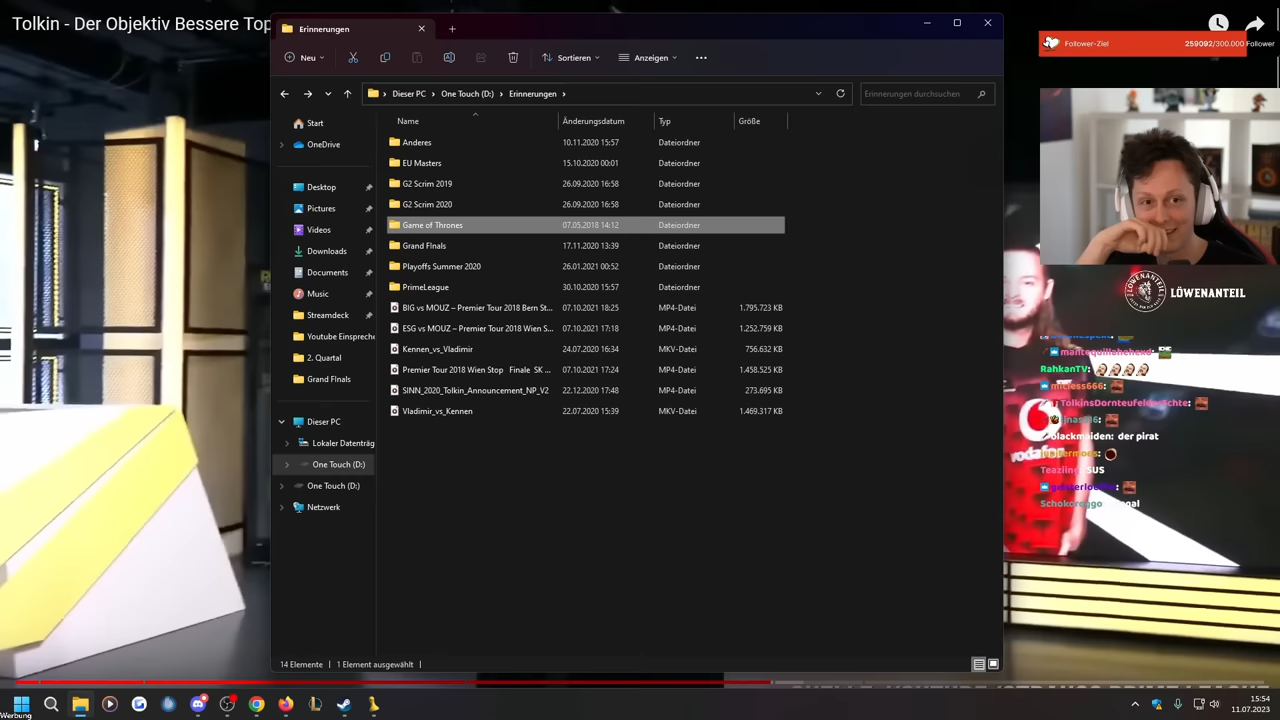 Tolkin - Der Objektiv Bessere Top
Erinnerungen
Neu
Sortieren
Anzeigen
Dieser PC
One Touch (D:)
Erinnerungen
Erinnerungen durchsuchen
Name Änderungsdatum Typ Größe
Anderes 10.11.2020 15:57 Dateiordner
EU Masters 15.10.2020 00:01 Dateiordner
G2 Scrim 2019 26.09.2020 16:58 Dateiordner
G2 Scrim 2020 26.09.2020 16:58 Dateiordner
Game of Thrones 07.05.2018 14:12 Dateiordner
Grand FInals 17.11.2020 13:39 Dateiordner
Playoffs Summer 2020 26.01.2021 00:52 Dateiordner
PrimeLeague 30.10.2020 15:57 Dateiordner
BIG vs MOUZ – Premier Tour 2018 Bern St... 07.10.2021 18:25 MP4-Datei 1.795.723 KB
ESG vs MOUZ – Premier Tour 2018 Wien S... 07.10.2021 17:18 MP4-Datei 1.252.759 KB
Kennen_vs_Vladimir 24.07.2020 16:34 MKV-Datei 756.632 KB
Premier Tour 2018 Wien Stop Finale SK ... 07.10.2021 17:24 MP4-Datei 1.458.525 KB
SINN_2020_Tolkin_Announcement_NP_V2 22.12.2020 17:48 MP4-Datei 273.695 KB
Vladimir_vs_Kennen 22.07.2020 15:39 MKV-Datei 1.469.317 KB
Start
OneDrive
Desktop
Pictures
Videos
Downloads
Documents
Music
Streamdeck
Youtube Einspreche
2. Quartal
Grand FInals
Dieser PC
Lokaler Datenträg
One Touch (D:)
One Touch (D:)
Netzwerk
14 Elemente
1 Element ausgewählt
Follower-Ziel 259092/300.000 Follower
LÖWENANTEIL
RahkanTV:
mitless666:
TolkinsDornteufelderSchte:
blackmaiden: der pirat
SUS
vodafone
Werbung
15:54
11.07.2023